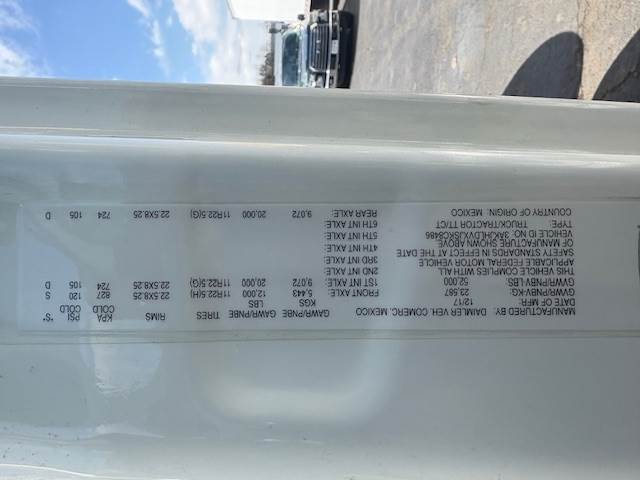 MANUFACTURED BY: DAIMLER VEH. COMERC. MEXICO
DATE OF MFR: 12/17
GVWR/PNBV-KG: 23,587
GVWR/PNBV-LBS: 52,000
THIS VEHICLE COMPLIES WITH ALL
APPLICABLE FEDERAL MOTOR VEHICLE
SAFETY STANDARDS IN EFFECT AT THE DATE
OF MANUFACTURE SHOWN ABOVE.
VEHICLE ID NO.: 3AKJHLDVXJSKC8486
TYPE: TRUCK/TRACTOR TT/CT
COUNTRY OF ORIGIN: MEXICO
GAWR/PNBE GAWR/PNBE TIRES RIMS KPA PSI "S"
KGS LBS COLD COLD
FRONT AXLE: 5,443 12,000 11R22.5(H) 22.5X8.25 827 120 S
1ST INT AXLE: 9,072 20,000 11R22.5(G) 22.5X8.25 724 105 D
2ND INT AXLE:
3RD INT AXLE:
4TH INT AXLE:
5TH INT AXLE:
6TH INT AXLE:
REAR AXLE: 9,072 20,000 11R22.5(G) 22.5X8.25 724 105 D